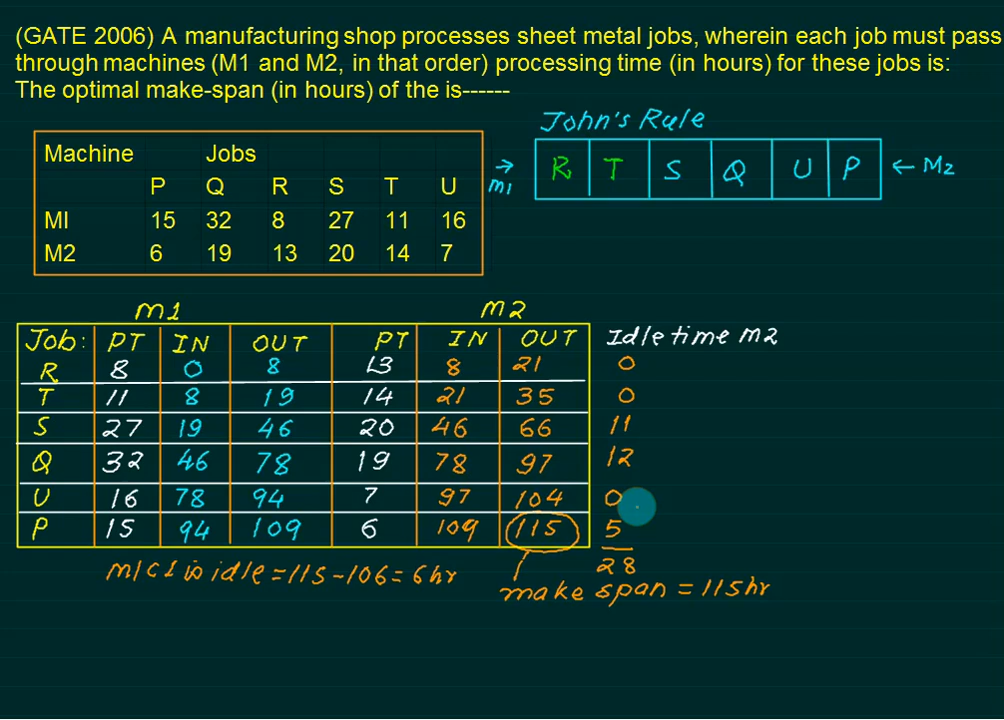 (GATE 2006) A manufacturing shop processes sheet metal jobs, wherein each job must pass
through machines (M1 and M2, in that order) processing time (in hours) for these jobs is:
The optimal make-span (in hours) of the is------
John's Rule
Machine Jobs
P Q R S T U
MI 15 32 8 27 11 16
M2 6 19 13 20 14 7
→ m1 R T S Q U P ← M2
m1 m2
Job: PT IN OUT PT IN OUT Idle time m2
R 8 0 8 13 8 21 0
T 11 8 19 14 21 35 0
S 27 19 46 20 46 66 11
Q 32 46 78 19 78 97 12
U 16 78 94 7 97 104 0
P 15 94 109 6 109 115 5
28
m/c 1 is idle = 115 - 106 = 6 hr
make span = 115 hr